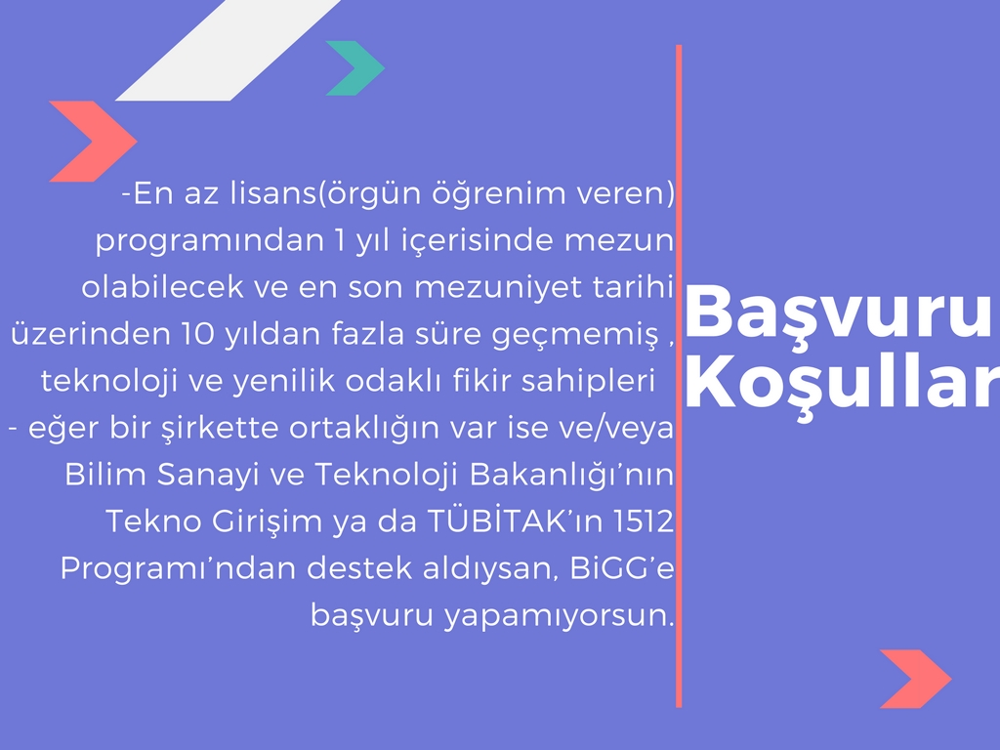 -En az lisans(örgün öğrenim veren)
programından 1 yıl içerisinde mezun
olabilecek ve en son mezuniyet tarihi
üzerinden 10 yıldan fazla süre geçmemiş ,
teknoloji ve yenilik odaklı fikir sahipleri
- eğer bir şirkette ortaklığın var ise ve/veya
Bilim Sanayi ve Teknoloji Bakanlığı’nın
Tekno Girişim ya da TÜBİTAK’ın 1512
Programı’ndan destek aldıysan, BiGG’e
başvuru yapamıyorsun.
Başvuru
Koşullar